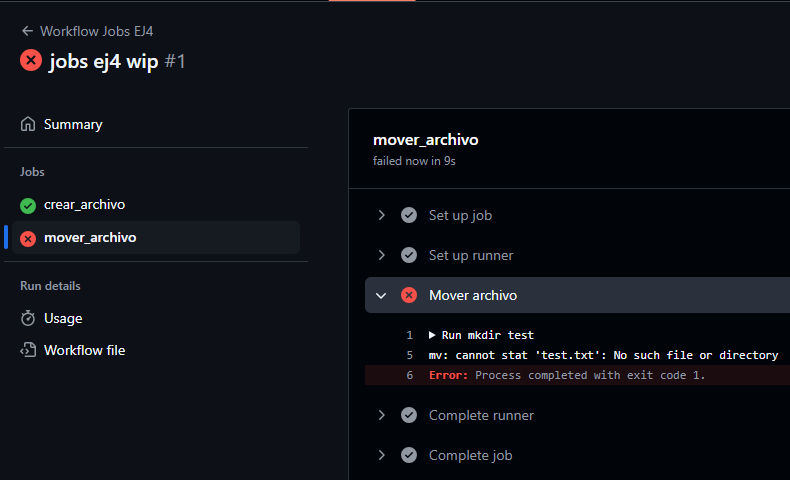 Workflow Jobs EJ4
jobs ej4 wip #1
Summary
Jobs
crear_archivo
mover_archivo
Run details
Usage
Workflow file
mover_archivo
failed now in 9s
Set up job
Set up runner
Mover archivo
1 Run mkdir test
5 mv: cannot stat 'test.txt': No such file or directory
6 Error: Process completed with exit code 1.
Complete runner
Complete job